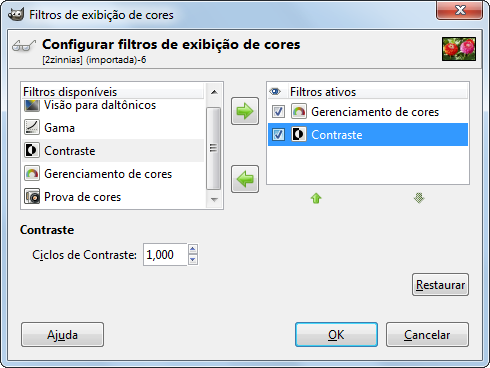 Filtros de exibição de cores
Configurar filtros de exibição de cores
[2zinnias] (importada)-6
Filtros disponíveis
Visão para daltônicos
Gama
Contraste
Gerenciamento de cores
Prova de cores
Filtros ativos
Gerenciamento de cores
Contraste
Contraste
Ciclos de Contraste: 1,000
Restaurar
Ajuda
OK
Cancelar